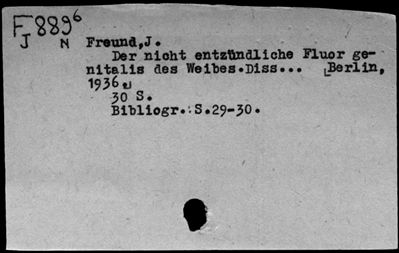 F 8896
J N
Freund,J.
Der nicht entzündliche Fluor ge-
nitalis des Weibes.Diss... Berlin,
1936.
30 S.
Bibliogr.:S.29-30.